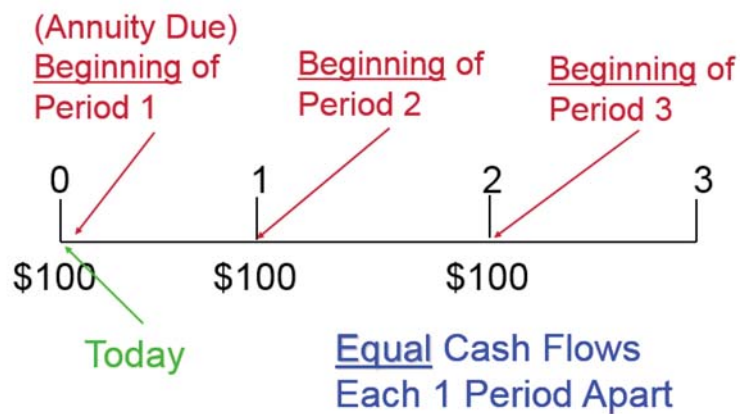 (Annuity Due)
Beginning of
Period 1
Beginning of
Period 2
Beginning of
Period 3
0
1
2
3
$100
$100
$100
Today
Equal Cash Flows
Each 1 Period Apart